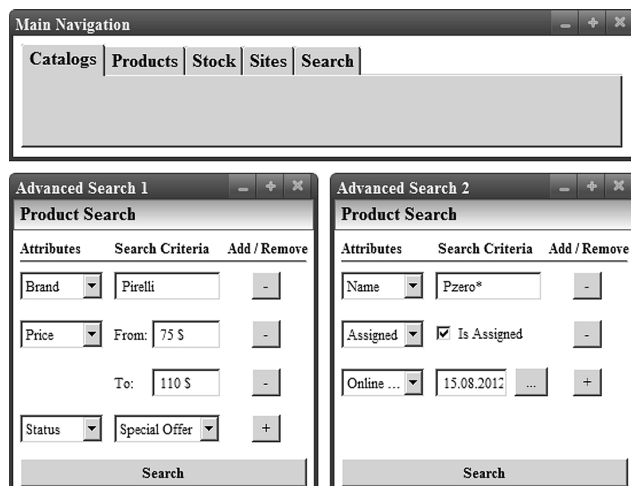 Main Navigation
Catalogs Products Stock Sites Search
Advanced Search 1
Product Search
Attributes Search Criteria Add / Remove
Brand Pirelli -
Price From: 75 $ -
To: 110 $ -
Status Special Offer +
Search
Advanced Search 2
Product Search
Attributes Search Criteria Add / Remove
Name Pzero* -
Assigned Is Assigned -
Online ... 15.08.2012 ... +
Search